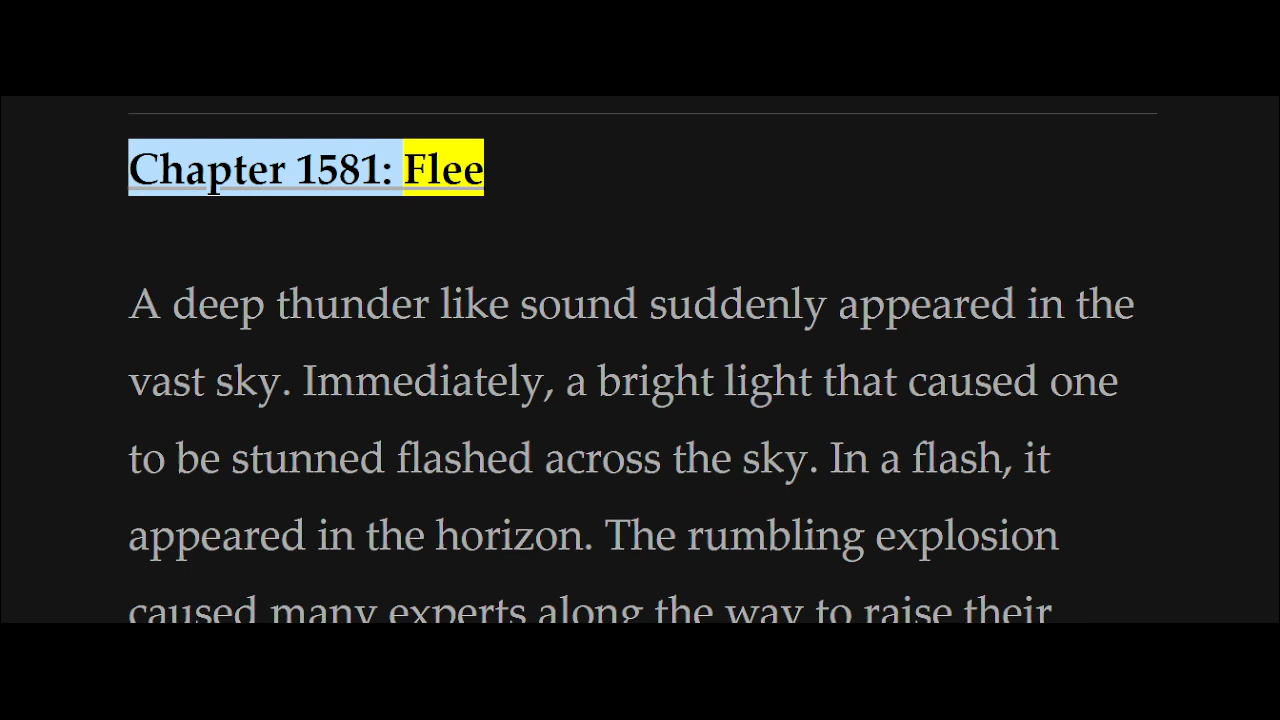 Chapter 1581: Flee
A deep thunder like sound suddenly appeared in the
vast sky. Immediately, a bright light that caused one
to be stunned flashed across the sky. In a flash, it
appeared in the horizon. The rumbling explosion
caused many experts along the way to raise their